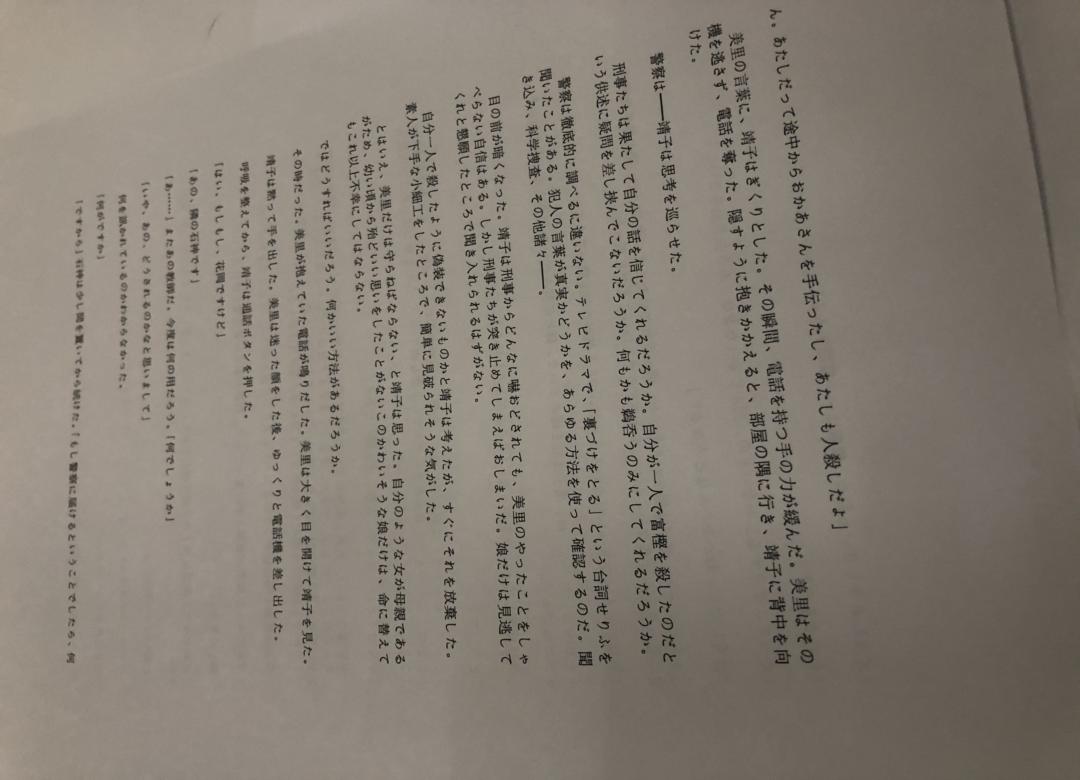 ん。あたしだって途中からおかあさんを手伝ったし、あたしも人殺しだよ」
美里の言葉に、靖子はぎくりとした。その瞬間、電話を持つ手の力が緩んだ。美里はその
機を逃さず、電話を奪った。隠すように抱きかかえると、部屋の隅に行き、靖子に背中を向
けた。
警察は――靖子は思考を巡らせた。
刑事たちは果たして自分の話を信じてくれるだろうか。自分が一人で富樫を殺したのだと
いう供述に疑問を差し挟んでこないだろうか。何もかも鵜呑うのみにしてくれるだろうか。
警察は徹底的に調べるに違いない。テレビドラマで、「裏づけをとる」という台詞せりふを
聞いたことがある。犯人の言葉が真実かどうかを、あらゆる方法を使って確認するのだ。聞
き込み、科学捜査、その他諸々――。
目の前が暗くなった。靖子は刑事からどんなに嚇おどされても、美里のやったことをしゃ
べらない自信はある。しかし刑事たちが突き止めてしまえばおしまいだ。娘だけは見逃して
くれと懇願したところで聞き入れられるはずがない。
自分一人で殺したように偽装できないものかと靖子は考えたが、すぐにそれを放棄した。
素人が下手な小細工をしたところで、簡単に見破られそうな気がした。
とはいえ、美里だけは守らねばならない、と靖子は思った。自分のような女が母親である
がため、幼い頃から殆どいい思いをしたことがないこのかわいそうな娘だけは、命に替えて
もこれ以上不幸にしてはならない。
ではどうすればいいだろう。何かいい方法があるだろうか。
その時だった。美里が抱えていた電話が鳴りだした。美里は大きく目を開けて靖子を見た。
靖子は黙って手を出した。美里は迷った顔をした後、ゆっくりと電話機を差し出した。
呼吸を整えてから、靖子は通話ボタンを押した。
「はい、もしもし、花岡ですけど」
「あの、隣の石神です」
「あ……」またあの教師だ。今度は何の用だろう。「何でしょうか」
「いや、あの、どうされるのかなと思いまして」
何を訊かれているのかわからなかった。
「何がですか」
「ですから」石神は少し間を置いてから続けた。「もし警察に届けるということでしたら、何